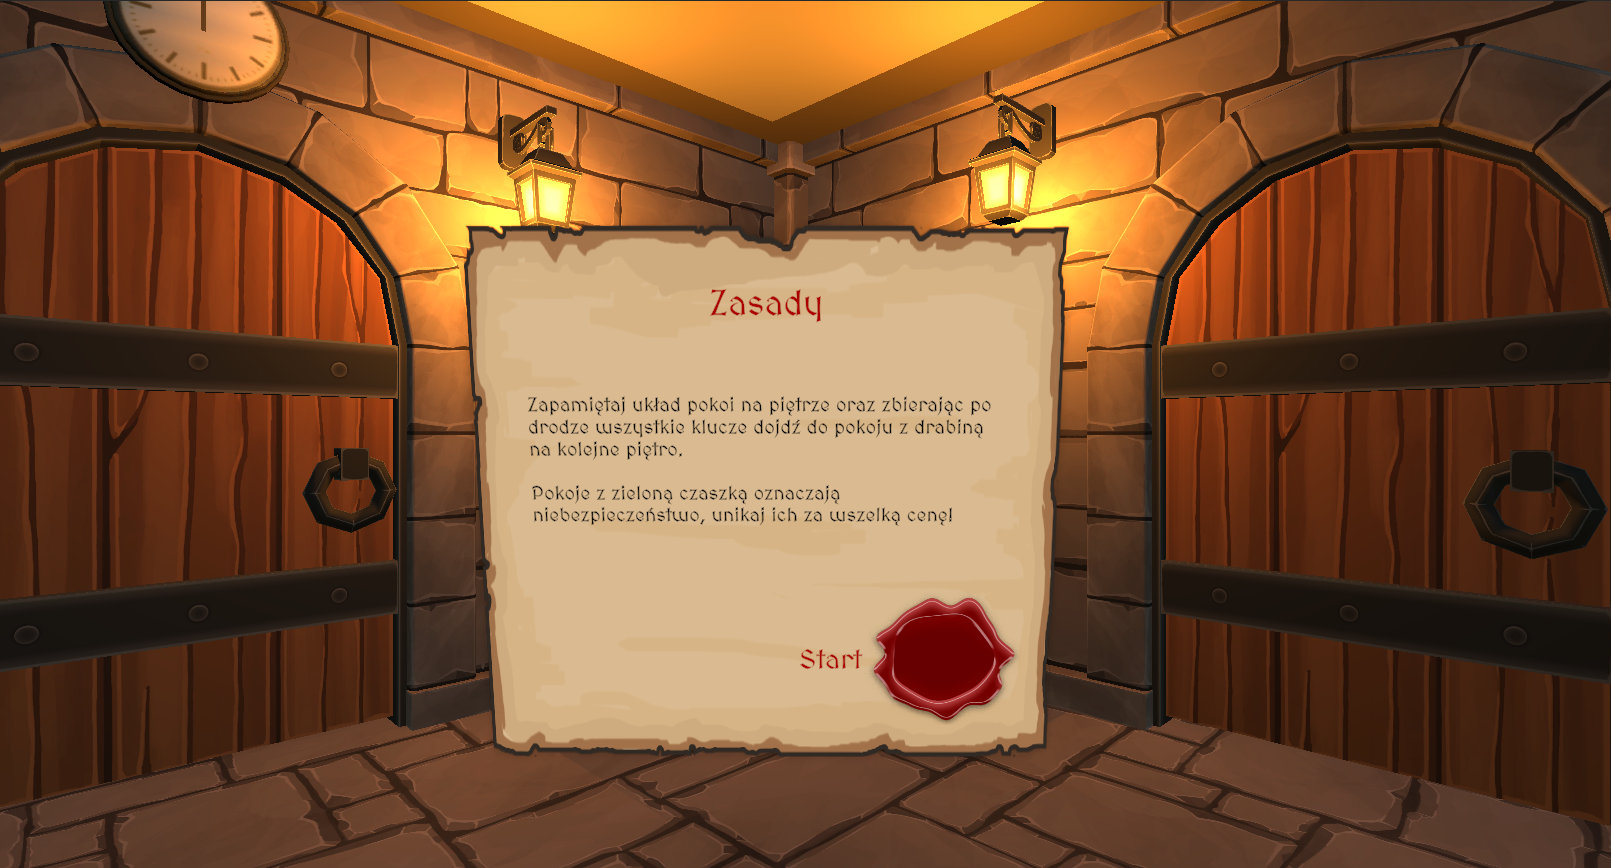 Zasady
Zapamiętaj układ pokoi na piętrze oraz zbierając po
drodze wszystkie klucze dojdź do pokoju z drabiną
na kolejne piętro.
Pokoje z zieloną czaszką oznaczają
niebezpieczeństwo, unikaj ich za wszelką cenę!
Start